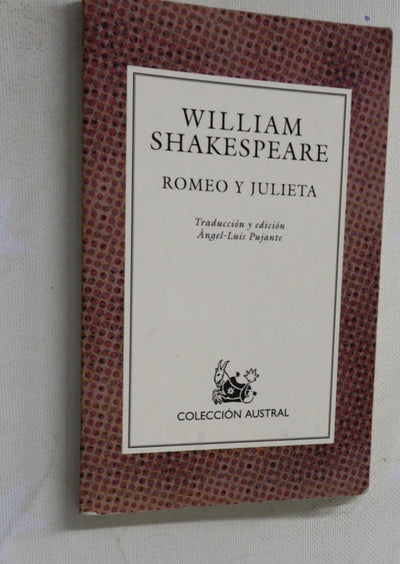 WILLIAM
SHAKESPEARE
ROMEO Y JULIETA
Traducción y edición
Ángel-Luis Pujante
COLECCIÓN AUSTRAL